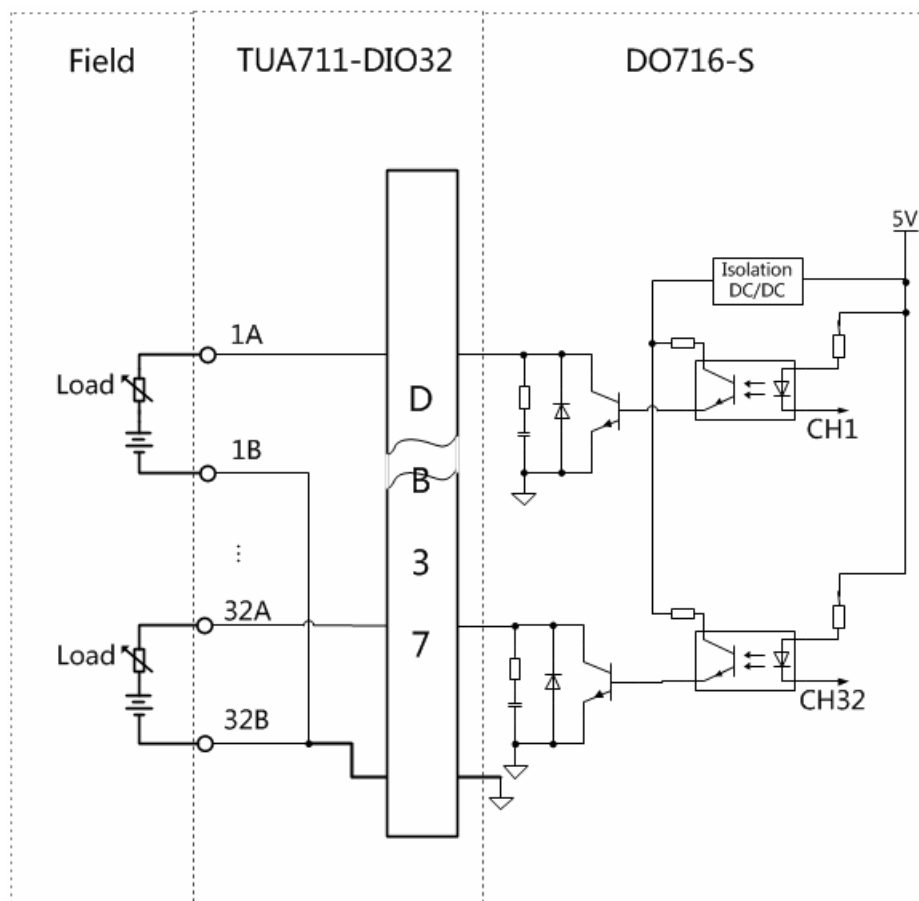 Field
TUA711-DIO32
DO716-S
5V
Isolation
DC/DC
1A
Load
D
CH1
1B
B
⋮
3
32A
7
Load
CH32
32B